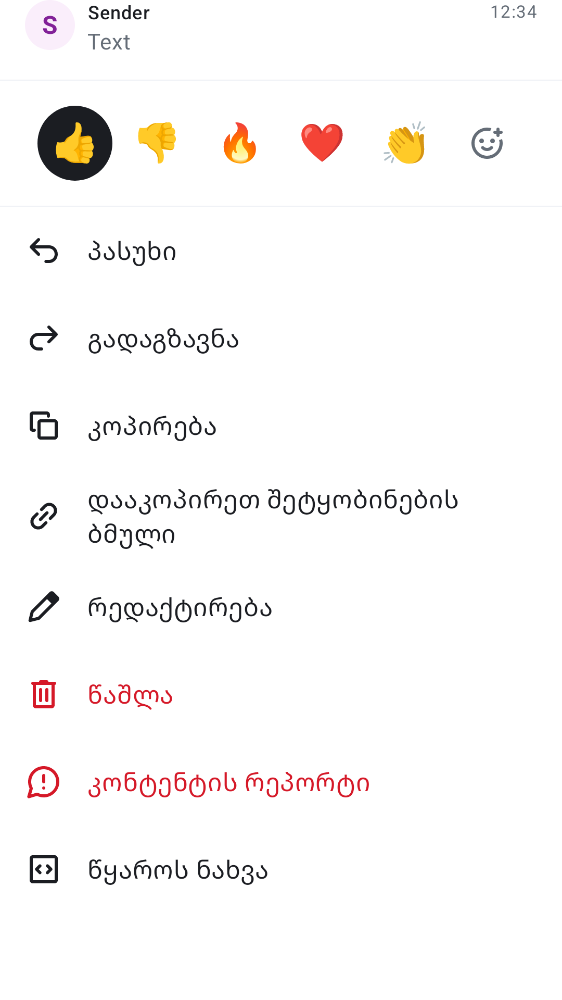 S
Sender
12:34
Text
პასუხი
გადაგზავნა
კოპირება
დააკოპირეთ შეტყობინების
ბმული
რედაქტირება
წაშლა
კონტენტის რეპორტი
წყაროს ნახვა